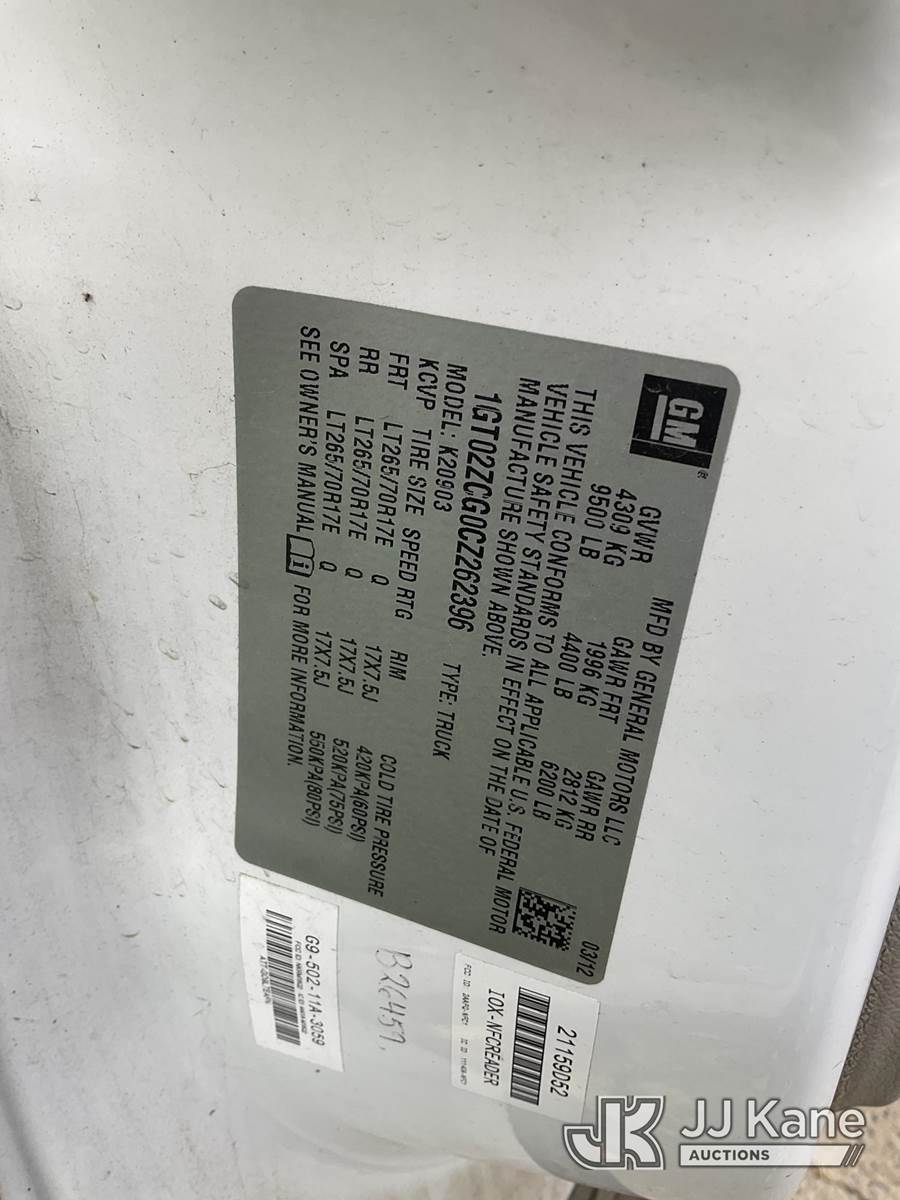 GM®
MFD BY GENERAL MOTORS LLC 03/12
GVWR GAWR FRT GAWR RR
4309 KG 1996 KG 2812 KG
9500 LB 4400 LB 6200 LB
THIS VEHICLE CONFORMS TO ALL APPLICABLE U.S. FEDERAL MOTOR
VEHICLE SAFETY STANDARDS IN EFFECT ON THE DATE OF
MANUFACTURE SHOWN ABOVE.
1GT02ZCG0CZ262396 TYPE: TRUCK
MODEL: K20903
KCVP TIRE SIZE SPEED RTG RIM COLD TIRE PRESSURE
FRT LT265/70R17E Q 17X7.5J 420KPA(60PSI)
RR LT265/70R17E Q 17X7.5J 520KPA(75PSI)
SPA LT265/70R17E Q 17X7.5J 550KPA(80PSI)
SEE OWNER'S MANUAL FOR MORE INFORMATION.
21159D52
IOX-NFCREADER
B26457.
G9-502-11A-3059
JJ Kane
AUCTIONS